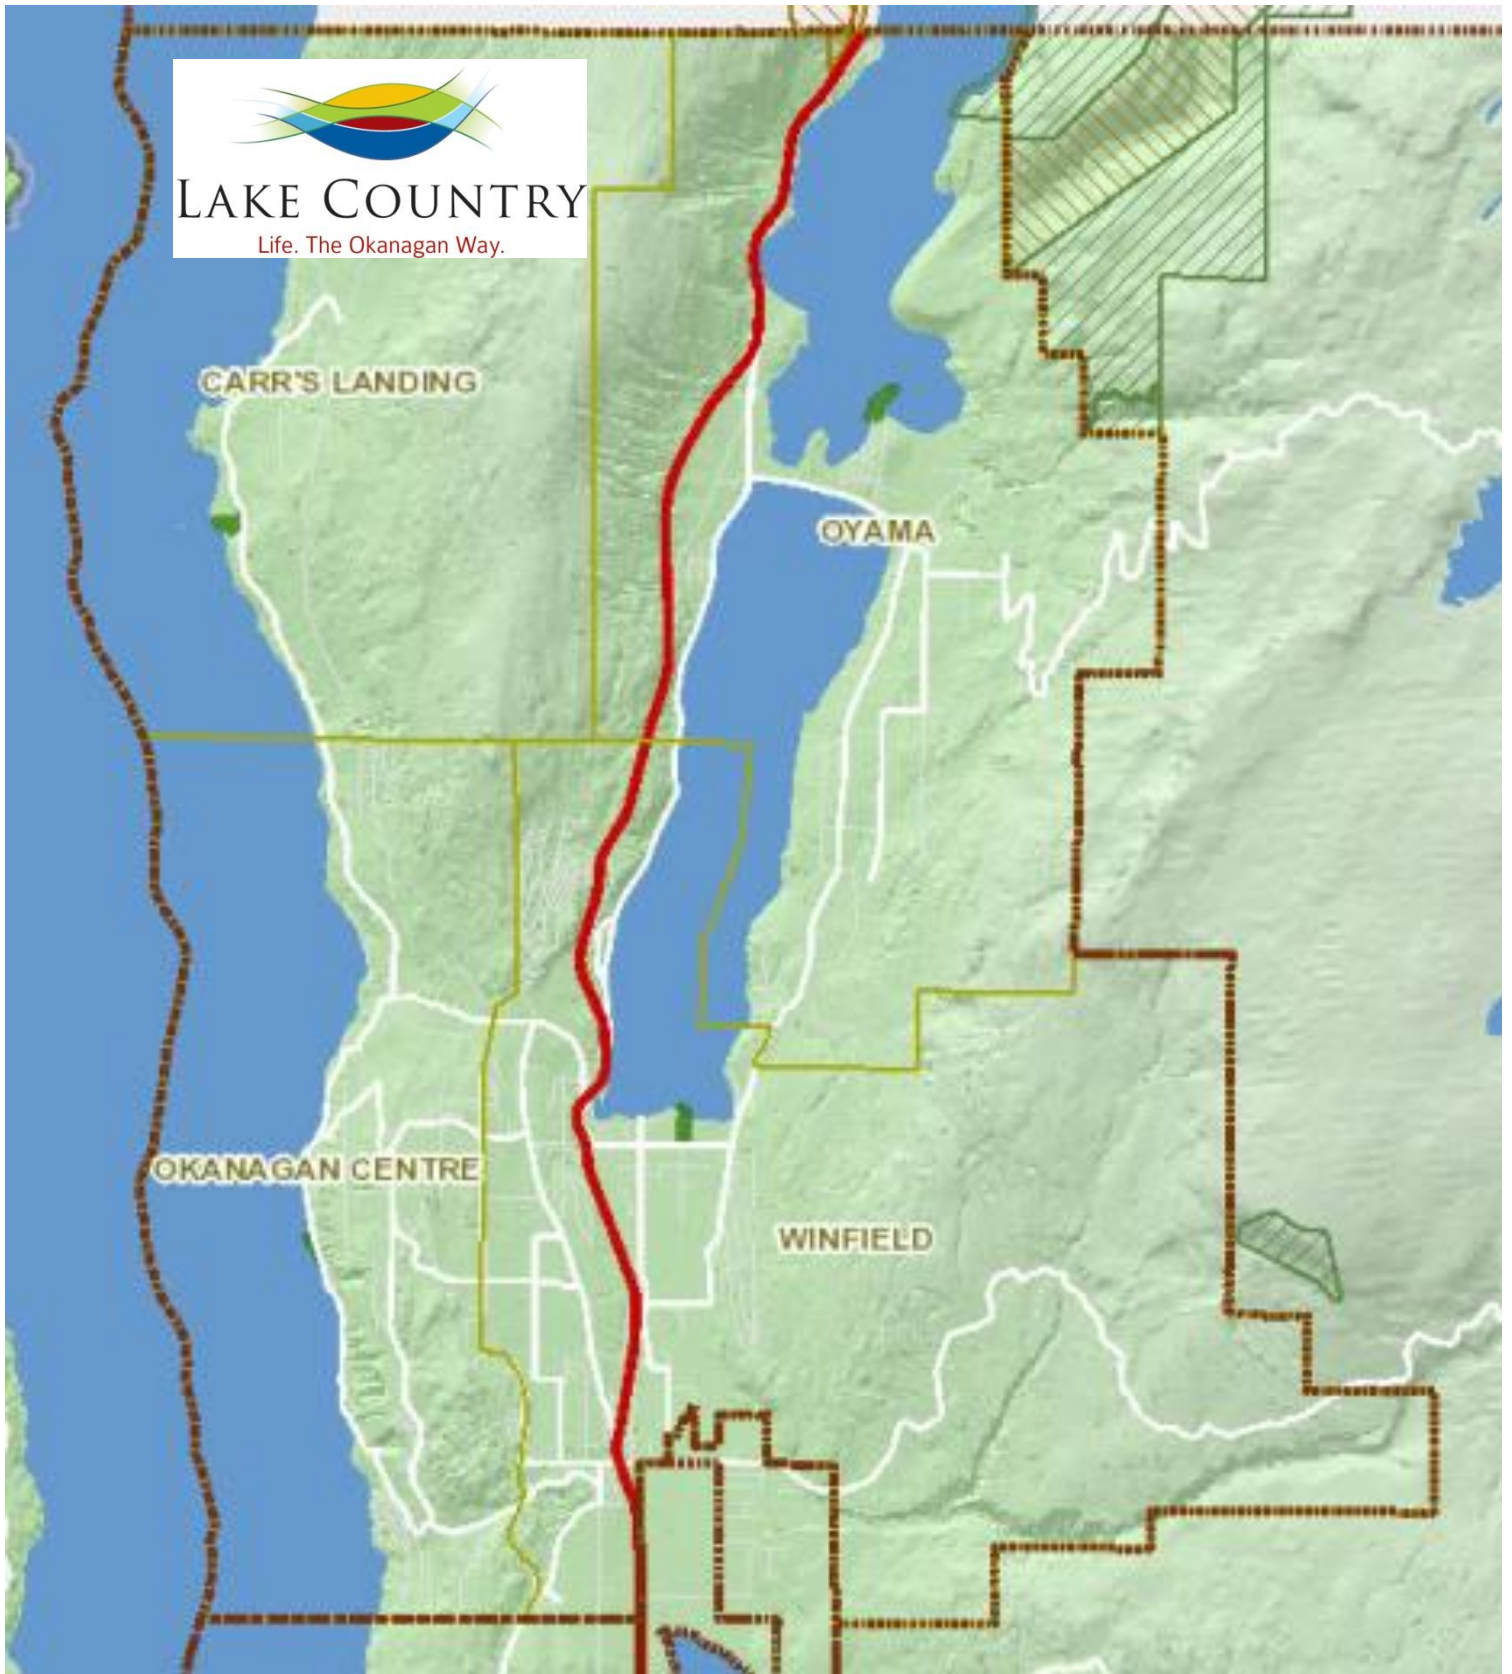 LAKE COUNTRY
Life. The Okanagan Way.
CARR'S LANDING
OYAMA
OKANAGAN CENTRE
WINFIELD